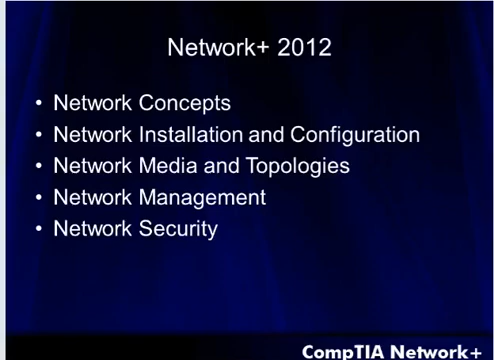 Network+ 2012
• Network Concepts
• Network Installation and Configuration
• Network Media and Topologies
• Network Management
• Network Security
CompTIA Network+